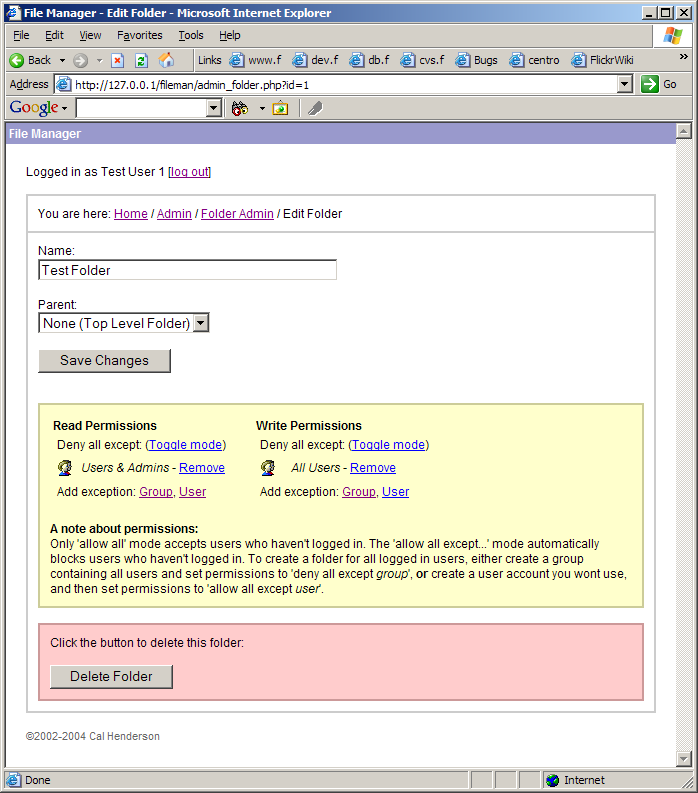 File Manager - Edit Folder - Microsoft Internet Explorer
File Edit View Favorites Tools Help
Back Links www.f dev.f db.f cvs.f Bugs centro FlickrWiki »
Address http://127.0.0.1/fileman/admin_folder.php?id=1 Go
Google
File Manager
Logged in as Test User 1 [log out]
You are here: Home / Admin / Folder Admin / Edit Folder
Name:
Test Folder
Parent:
None (Top Level Folder)
Save Changes
Read Permissions Write Permissions
Deny all except: (Toggle mode) Deny all except: (Toggle mode)
Users & Admins - Remove All Users - Remove
Add exception: Group, User Add exception: Group, User
A note about permissions:
Only 'allow all' mode accepts users who haven't logged in. The 'allow all except...' mode automatically
blocks users who haven't logged in. To create a folder for all logged in users, either create a group
containing all users and set permissions to 'deny all except group', or create a user account you wont use,
and then set permissions to 'allow all except user'.
Click the button to delete this folder:
Delete Folder
©2002-2004 Cal Henderson
Done Internet